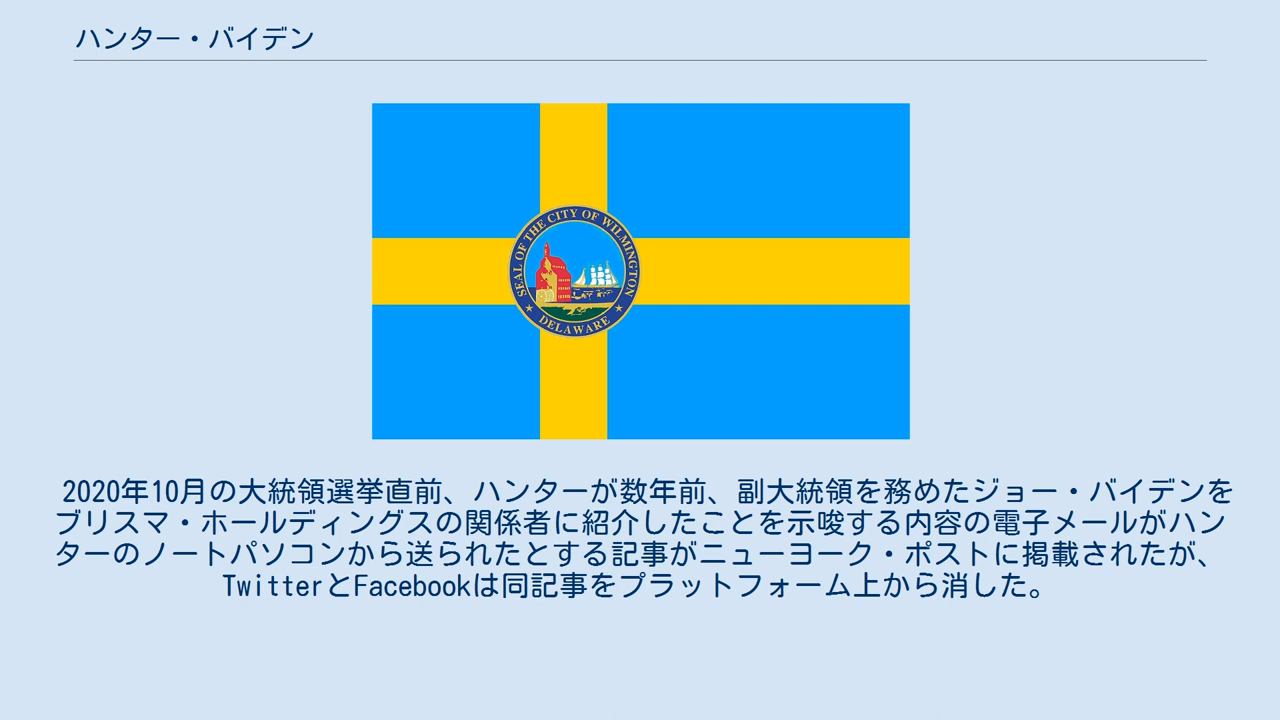 ハンター・バイデン
SEAL OF THE CITY OF WILMINGTON
DELAWARE
2020年10月の大統領選挙直前、ハンターが数年前、副大統領を務めたジョー・バイデンを
ブリスマ・ホールディングスの関係者に紹介したことを示唆する内容の電子メールがハン
ターのノートパソコンから送られたとする記事がニューヨーク・ポストに掲載されたが、
TwitterとFacebookは同記事をプラットフォーム上から消した。